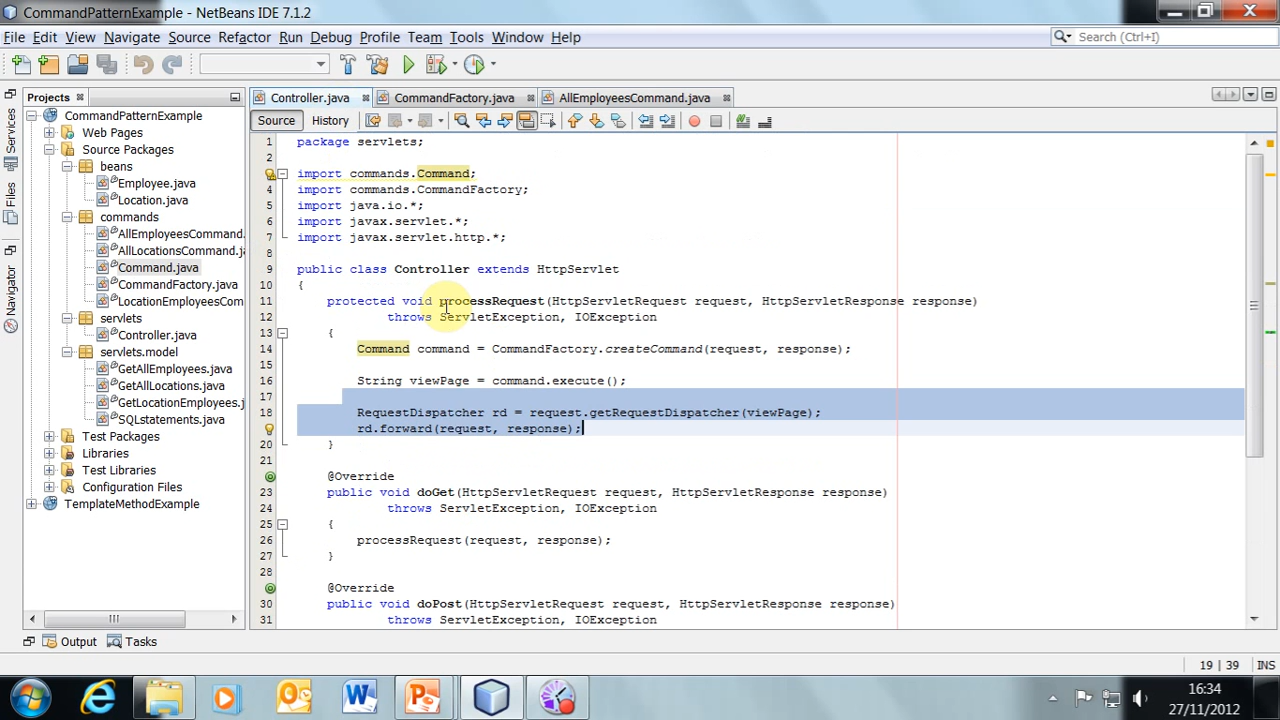 CommandPatternExample - NetBeans IDE 7.1.2
File Edit View Navigate Source Refactor Run Debug Profile Team Tools Window Help
Search (Ctrl+I)
Projects
Controller.java
CommandFactory.java
AllEmployeesCommand.java
Services
Files
Navigator
CommandPatternExample
Web Pages
Source Packages
beans
Employee.java
Location.java
commands
AllEmployeesCommand.
AllLocationsCommand.j
Command.java
CommandFactory.java
LocationEmployeesCom
servlets
Controller.java
servlets.model
GetAllEmployees.java
GetAllLocations.java
GetLocationEmployees.
SQLstatements.java
Test Packages
Libraries
Test Libraries
Configuration Files
TemplateMethodExample
Source History
1 package servlets;
2
3 import commands.Command;
4 import commands.CommandFactory;
5 import java.io.*;
6 import javax.servlet.*;
7 import javax.servlet.http.*;
8
9 public class Controller extends HttpServlet
10 {
11 protected void processRequest(HttpServletRequest request, HttpServletResponse response)
12 throws ServletException, IOException
13 {
14 Command command = CommandFactory.createCommand(request, response);
15
16 String viewPage = command.execute();
17
18 RequestDispatcher rd = request.getRequestDispatcher(viewPage);
rd.forward(request, response);
20 }
21
@Override
23 public void doGet(HttpServletRequest request, HttpServletResponse response)
24 throws ServletException, IOException
25 {
26 processRequest(request, response);
27 }
28
@Override
30 public void doPost(HttpServletRequest request, HttpServletResponse response)
31 throws ServletException, IOException
Output Tasks
19 | 39 INS
16:34
27/11/2012